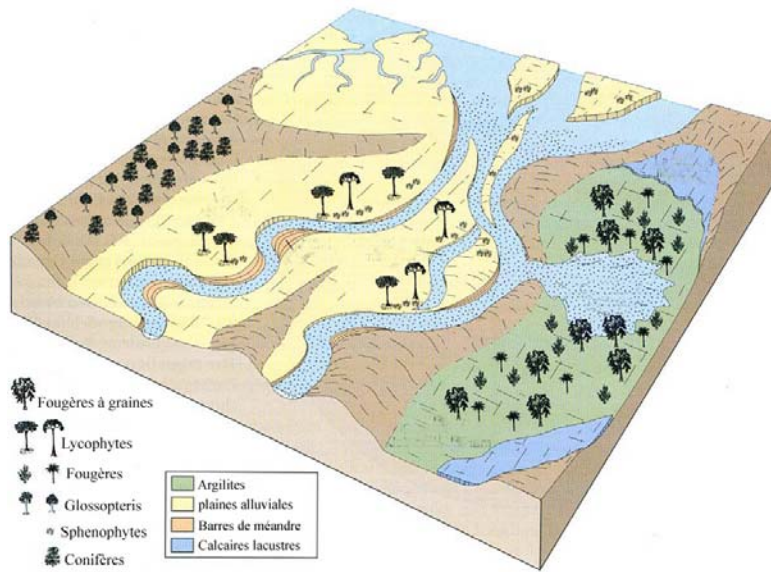 Fougères à graines
Lycophytes
Fougères
Glossopteris
Sphenophytes
Conifères
Argilites
plaines alluviales
Barres de méandre
Calcaires lacustres